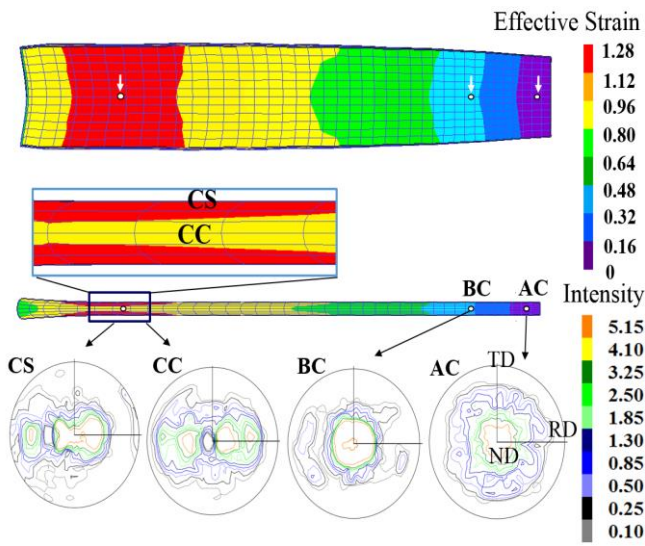 Effective Strain
1.28
1.12
0.96
0.80
0.64
0.48
0.32
0.16
0
CS
CC
BC
AC
Intensity
5.15
4.10
3.25
2.50
1.85
1.30
0.85
0.50
0.25
0.10
CS
CC
BC
AC
TD
RD
ND